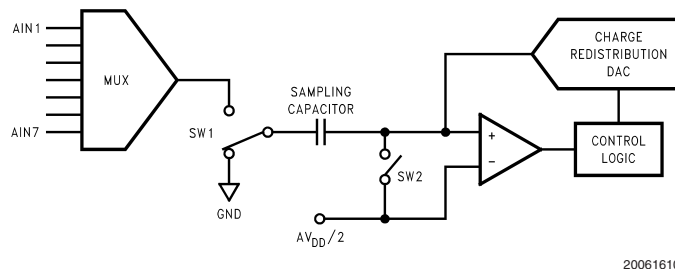 AIN1
MUX
AIN7
SW1
GND
SAMPLING
CAPACITOR
SW2
AVDD/2
+
−
CHARGE
REDISTRIBUTION
DAC
CONTROL
LOGIC